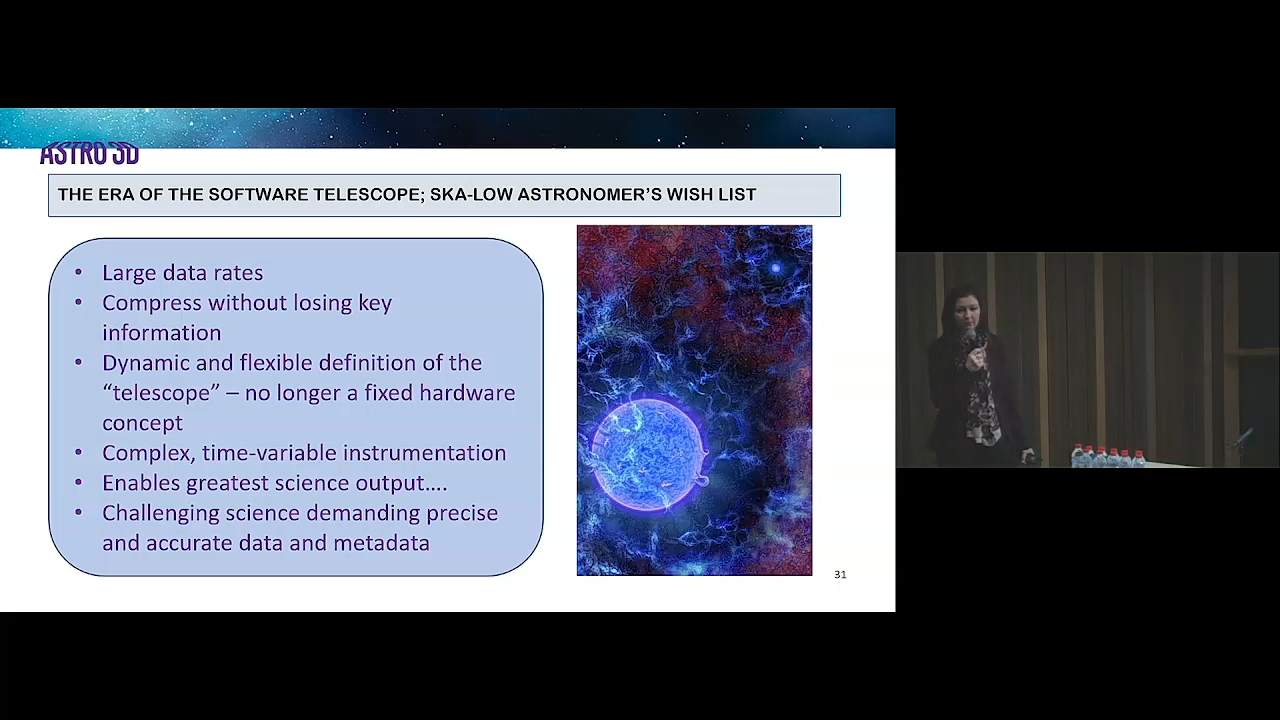 ASTRO 3D
THE ERA OF THE SOFTWARE TELESCOPE; SKA-LOW ASTRONOMER'S WISH LIST
• Large data rates
• Compress without losing key
information
• Dynamic and flexible definition of the
“telescope” – no longer a fixed hardware
concept
• Complex, time-variable instrumentation
• Enables greatest science output....
• Challenging science demanding precise
and accurate data and metadata
31